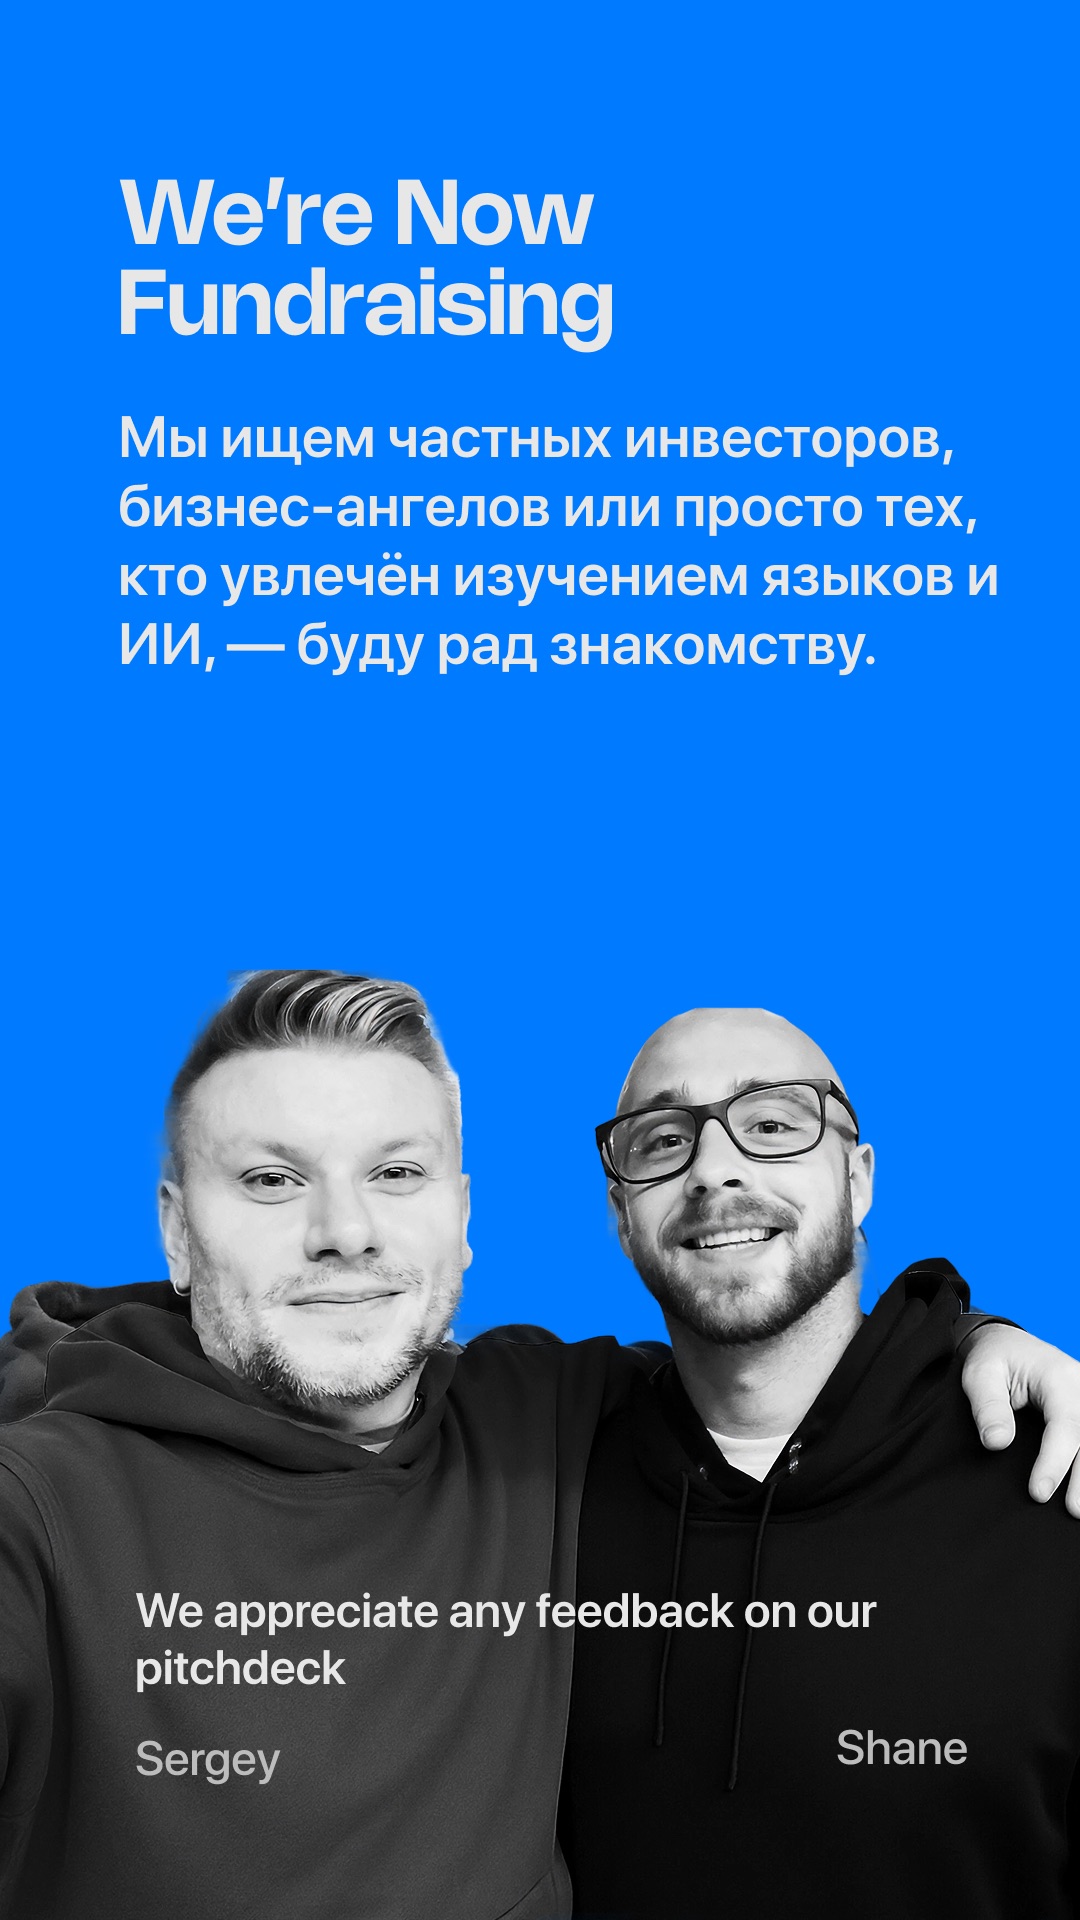 We're Now
Fundraising
Мы ищем частных инвесторов,
бизнес-ангелов или просто тех,
кто увлечён изучением языков и
ИИ, — буду рад знакомству.
We appreciate any feedback on our
pitchdeck
Sergey
Shane